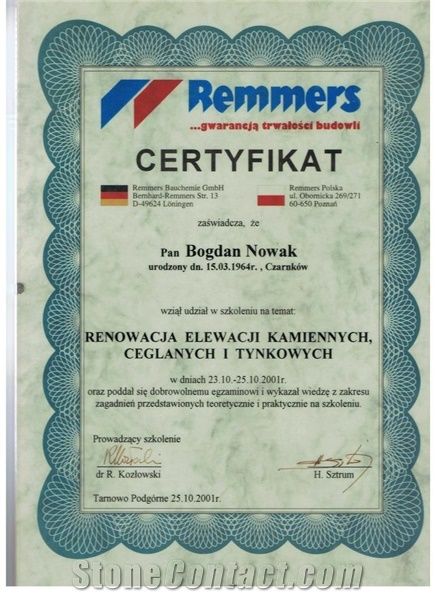 Remmers
...gwarancją trwałości budowli
CERTYFIKAT
Remmers Bauchemie GmbH
Bernhard-Remmers Str. 13
D-49624 Löningen
Remmers Polska
ul. Obornicka 269/271
60-650 Poznań
zaświadcza, że
Pan Bogdan Nowak
urodzony dn. 15.03.1964r. , Czarnków
wziął udział w szkoleniu na temat:
RENOWACJA ELEWACJI KAMIENNYCH,
CEGLANYCH I TYNKOWYCH
w dniach 23.10.-25.10.2001r.
oraz poddał się dobrowolnemu egzaminowi i wykazał wiedzę z zakresu
zagadnień przedstawionych teoretycznie i praktycznie na szkoleniu.
Prowadzący szkolenie
dr R. Kozłowski
H. Sztrum
Tarnowo Podgórne 25.10.2001r.
StoneContact.com